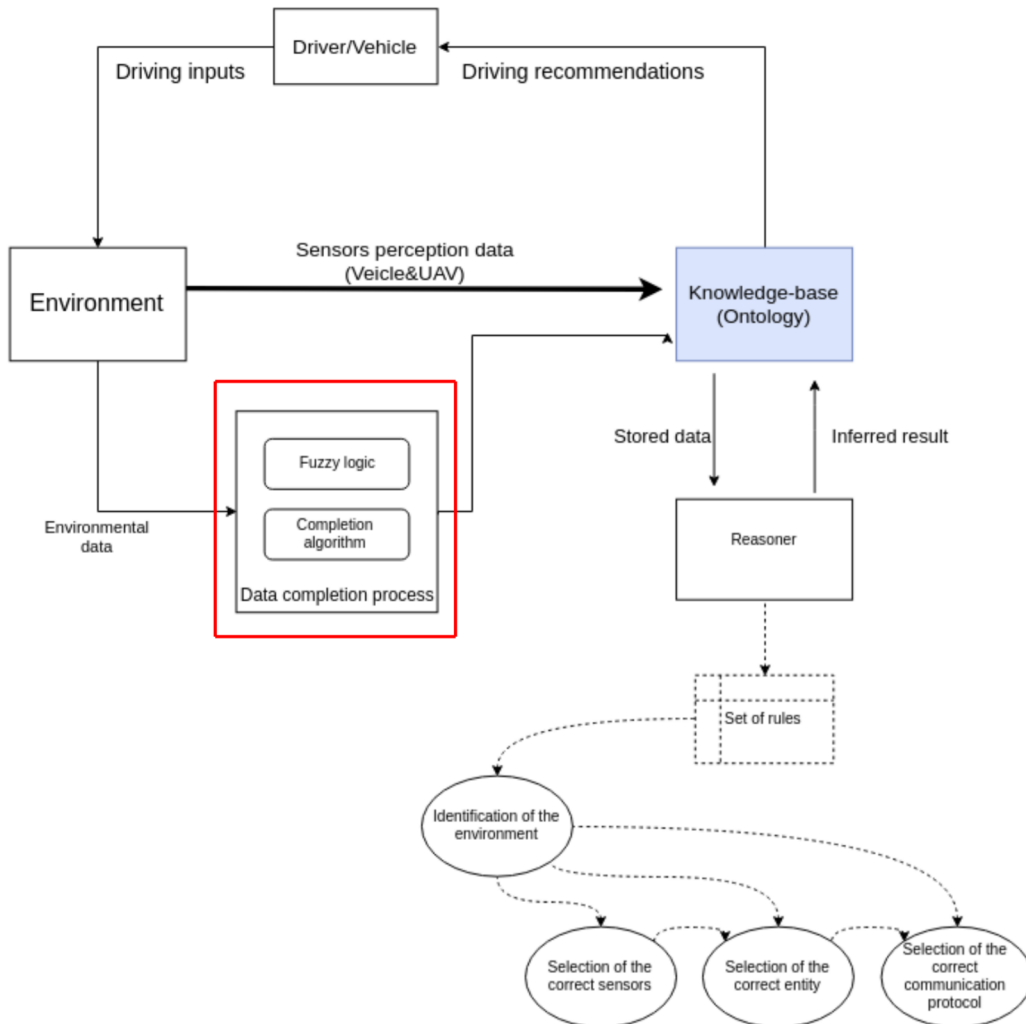 Driver/Vehicle
Driving inputs
Driving recommendations
Sensors perception data
(Veicle&UAV)
Environment
Knowledge-base
(Ontology)
Stored data
Inferred result
Fuzzy logic
Completion
algorithm
Data completion process
Environmental
data
Reasoner
Set of rules
Identification of the
environment
Selection of the
correct sensors
Selection of the
correct entity
Selection of the
correct
communication
protocol